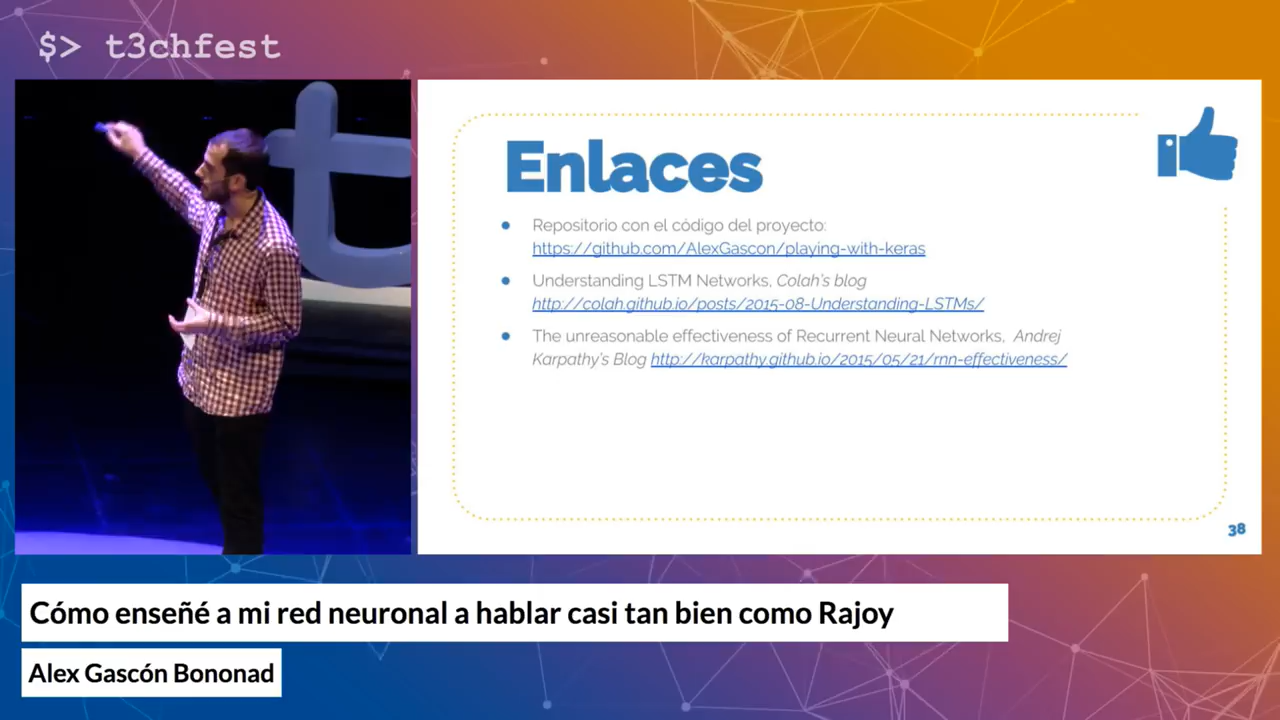 $> t3chfest
Enlaces
● Repositorio con el código del proyecto:
https://github.com/AlexGascon/playing-with-keras
● Understanding LSTM Networks, Colah's blog
http://colah.github.io/posts/2015-08-Understanding-LSTMs/
● The unreasonable effectiveness of Recurrent Neural Networks, Andrej
Karpathy's Blog http://karpathy.github.io/2015/05/21/rnn-effectiveness/
38
Cómo enseñé a mi red neuronal a hablar casi tan bien como Rajoy
Alex Gascón Bononad